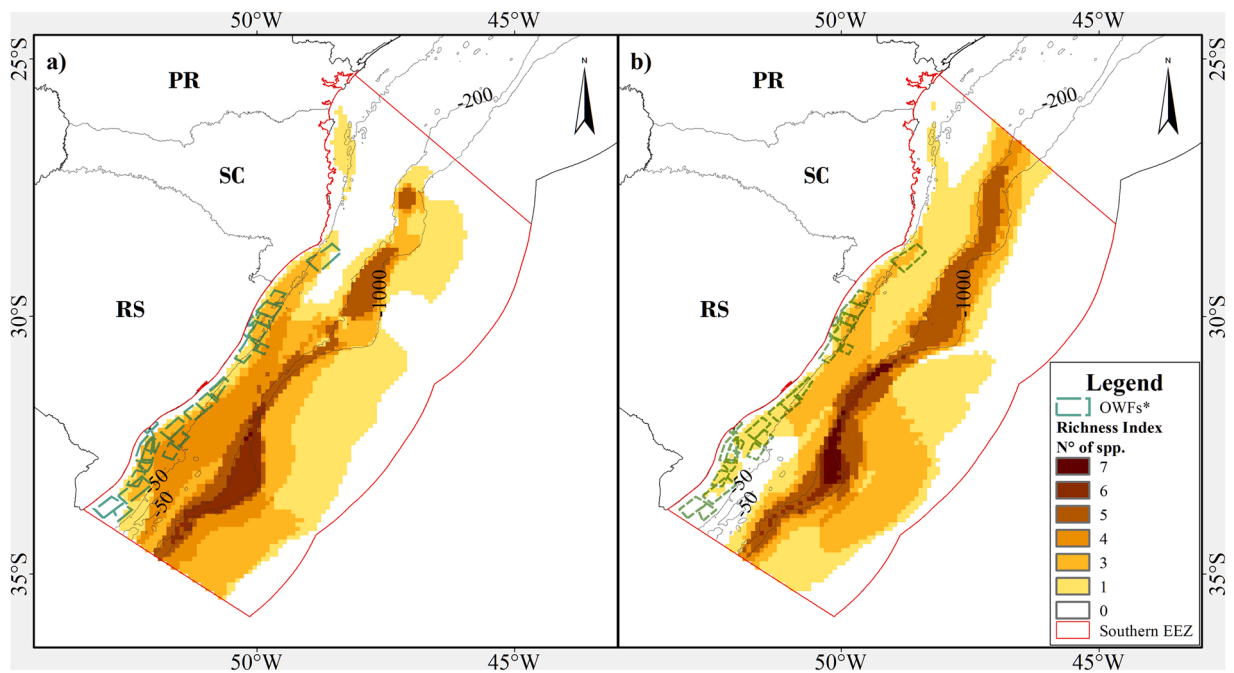 50°W 45°W 50°W 45°W
25°S 25°S
a) b)
N N
PR PR
-200 -200
SC SC
-1000 -1000
RS RS
30°S 30°S
Legend
OWFs*
Richness Index
N° of spp.
7
6
5
4
3
1
0
Southern EEZ
-50 -50
-50 -50
35°S 35°S
50°W 45°W 50°W 45°W